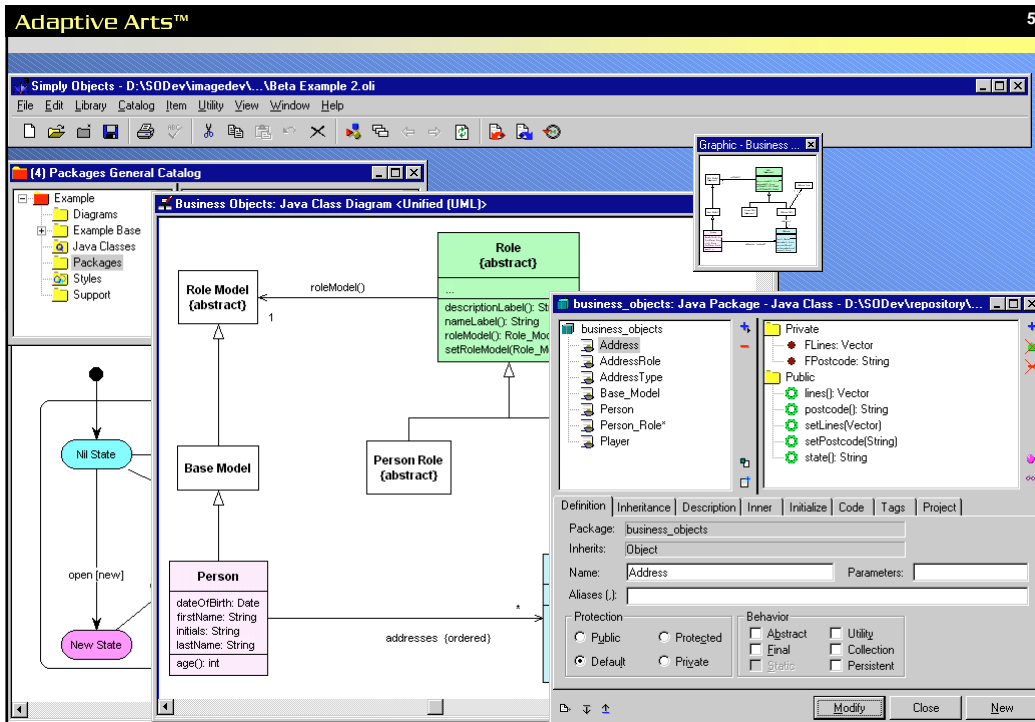 Adaptive Arts™
5
Simply Objects - D:\SODev\imagedev\...\Beta Example 2.oli
File Edit Library Catalog Item Utility View Window Help
Graphic - Business ...
(4) Packages General Catalog
Example
Diagrams
Example Base
Java Classes
Packages
Styles
Support
Business Objects: Java Class Diagram <Unified (UML)>
Role
{abstract}
...
descriptionLabel(): St
nameLabel(): String
roleModel(): Role_Mod
setRoleModel(Role_M
Role Model
{abstract}
roleModel()
1
Person Role
{abstract}
Base Model
Person
dateOfBirth: Date
firstName: String
initials: String
lastName: String
age(): int
*
addresses {ordered}
Nil State
open [new]
New State
business_objects: Java Package - Java Class - D:\SODev\repository\...
business_objects
Address
AddressRole
AddressType
Base_Model
Person
Person_Role*
Player
Private
FLines: Vector
FPostcode: String
Public
lines(): Vector
postcode(): String
setLines(Vector)
setPostcode(String)
state(): String
Definition Inheritance Description Inner Initialize Code Tags Project
Package: business_objects
Inherits: Object
Name: Address Parameters:
Aliases (,):
Protection
Public Protected
Default Private
Behavior
Abstract Utility
Final Collection
Static Persistent
Modify Close New